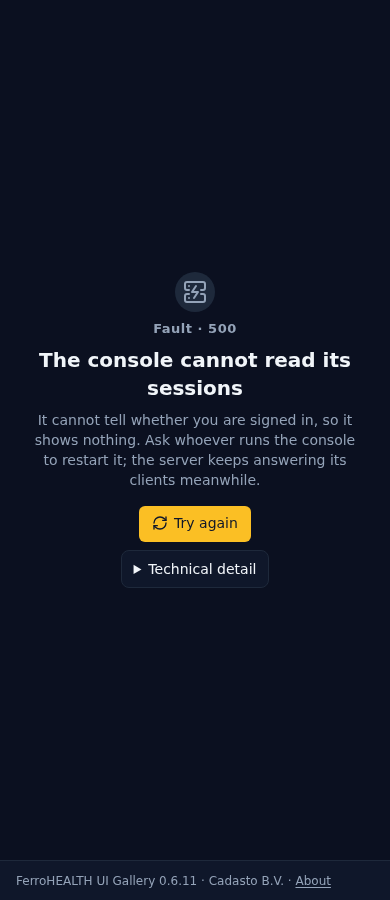 Fault · 500
The console cannot read its
sessions
It cannot tell whether you are signed in, so it
shows nothing. Ask whoever runs the console
to restart it; the server keeps answering its
clients meanwhile.
Try again
Technical detail
FerroHEALTH UI Gallery 0.6.11 · Cadasto B.V. · About